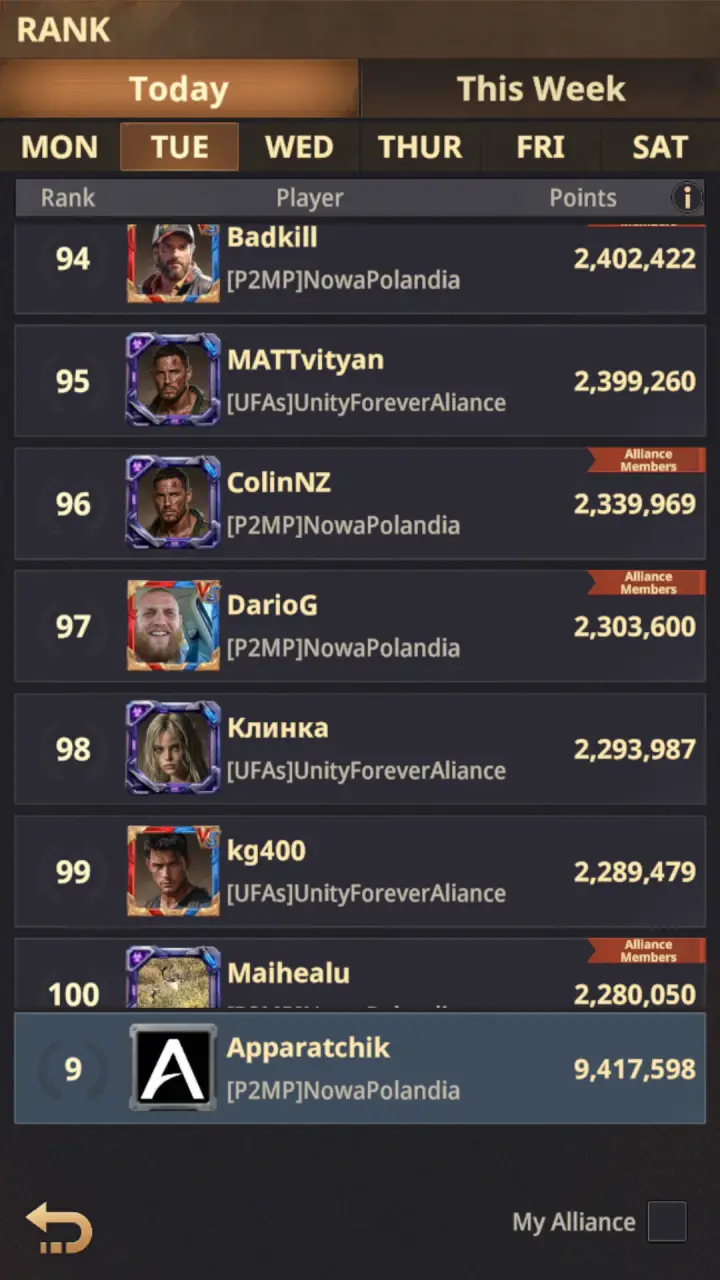 RANK
Today
This Week
MON
TUE
WED
THUR
FRI
SAT
Rank
Player
Points
94
Badkill
[P2MP]NowaPolandia
2,402,422
95
MATTvityan
[UFAs]UnityForeverAliance
2,399,260
Alliance
Members
96
ColinNZ
[P2MP]NowaPolandia
2,339,969
Alliance
Members
97
DarioG
[P2MP]NowaPolandia
2,303,600
98
Клинка
[UFAs]UnityForeverAliance
2,293,987
99
kg400
[UFAs]UnityForeverAliance
2,289,479
Alliance
Members
100
Maihealu
2,280,050
9
Apparatchik
[P2MP]NowaPolandia
9,417,598
My Alliance